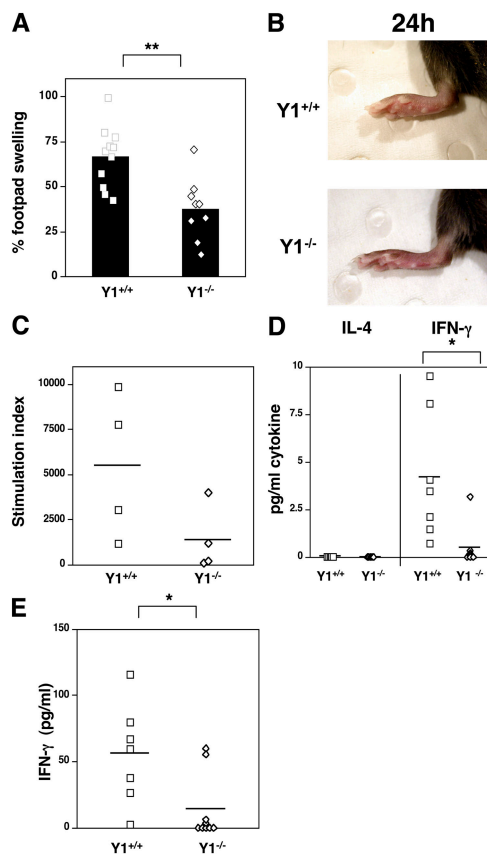 A
**
% footpad swelling
100
75
50
25
0
Y1+/+
Y1-/-
B
24h
Y1+/+
Y1-/-
C
Stimulation index
10000
7500
5000
2500
0
Y1+/+
Y1-/-
D
IL-4
IFN-γ
*
pg/ml cytokine
10
7.5
5
2.5
0
Y1+/+
Y1-/-
Y1+/+
Y1-/-
E
*
IFN-γ (pg/ml)
150
100
50
0
Y1+/+
Y1-/-